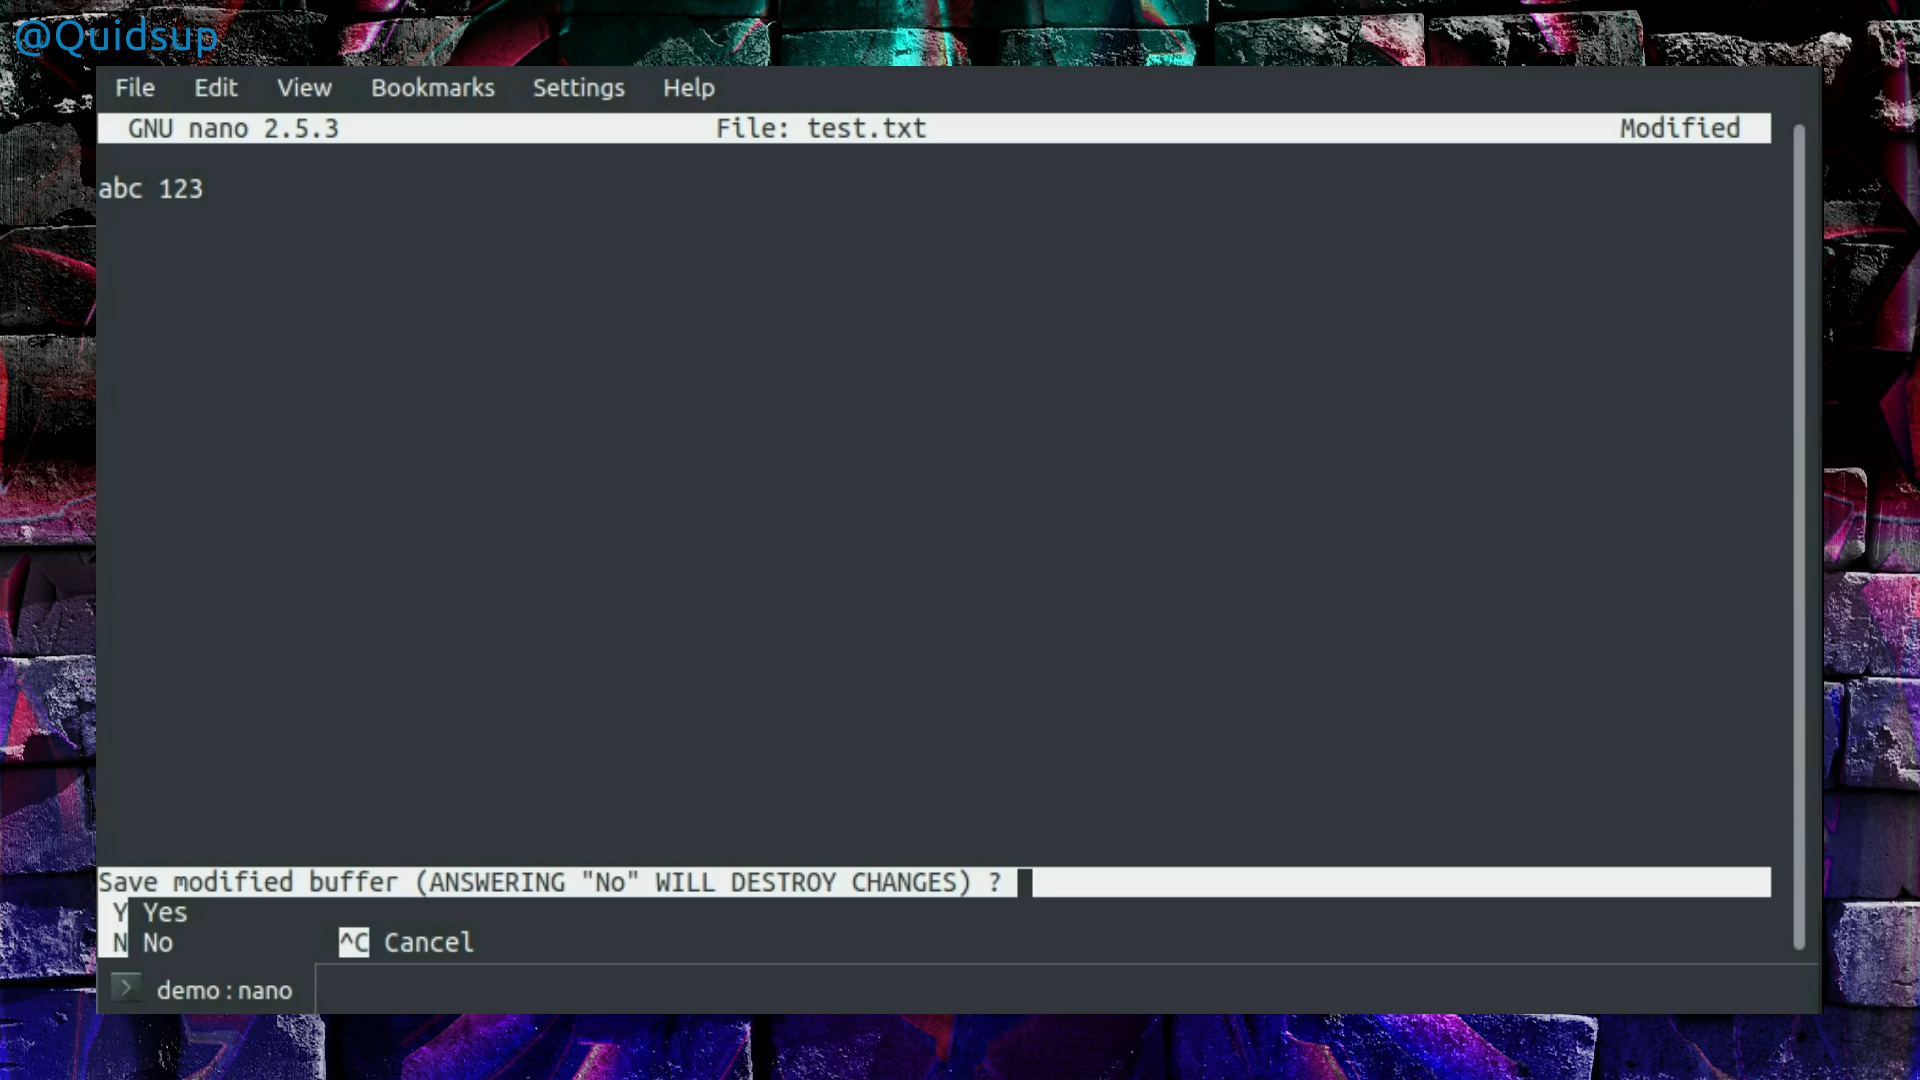 @Quidsup
File Edit View Bookmarks Settings Help
GNU nano 2.5.3 File: test.txt Modified
abc 123
Save modified buffer (ANSWERING "No" WILL DESTROY CHANGES) ?
Y Yes
N No ^C Cancel
> demo : nano